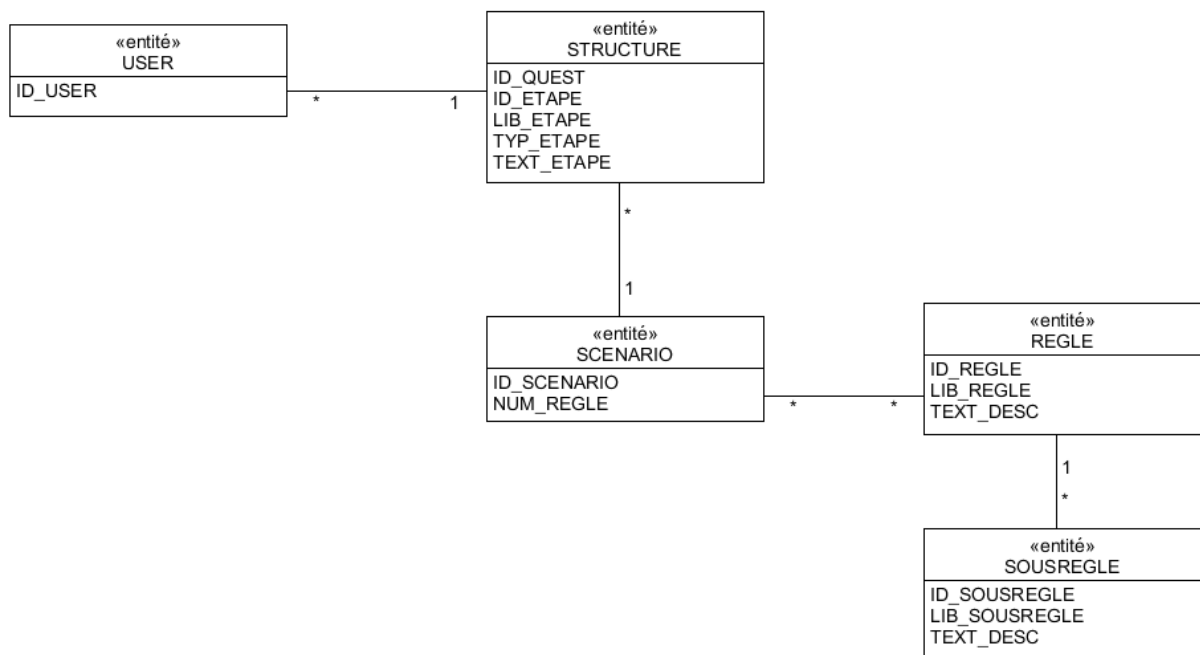 «entité»
USER
ID_USER
*
1
«entité»
STRUCTURE
ID_QUEST
ID_ETAPE
LIB_ETAPE
TYP_ETAPE
TEXT_ETAPE
*
1
«entité»
SCENARIO
ID_SCENARIO
NUM_REGLE
*
*
«entité»
REGLE
ID_REGLE
LIB_REGLE
TEXT_DESC
1
*
«entité»
SOUSREGLE
ID_SOUSREGLE
LIB_SOUSREGLE
TEXT_DESC